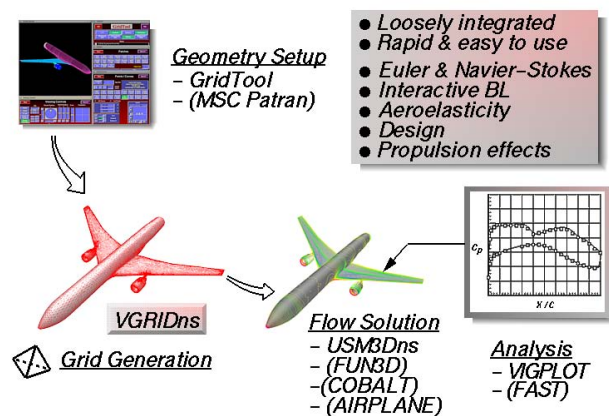 Geometry Setup
- GridTool
- (MSC Patran)
● Loosely integrated
● Rapid & easy to use
● Euler & Navier-Stokes
● Interactive BL
● Aeroelasticity
● Design
● Propulsion effects
VGRIDns
Grid Generation
Flow Solution
- USM3Dns
- (FUN3D)
-(COBALT)
- (AIRPLANE)
Cp
X/C
Analysis
- VIGPLOT
- (FAST)